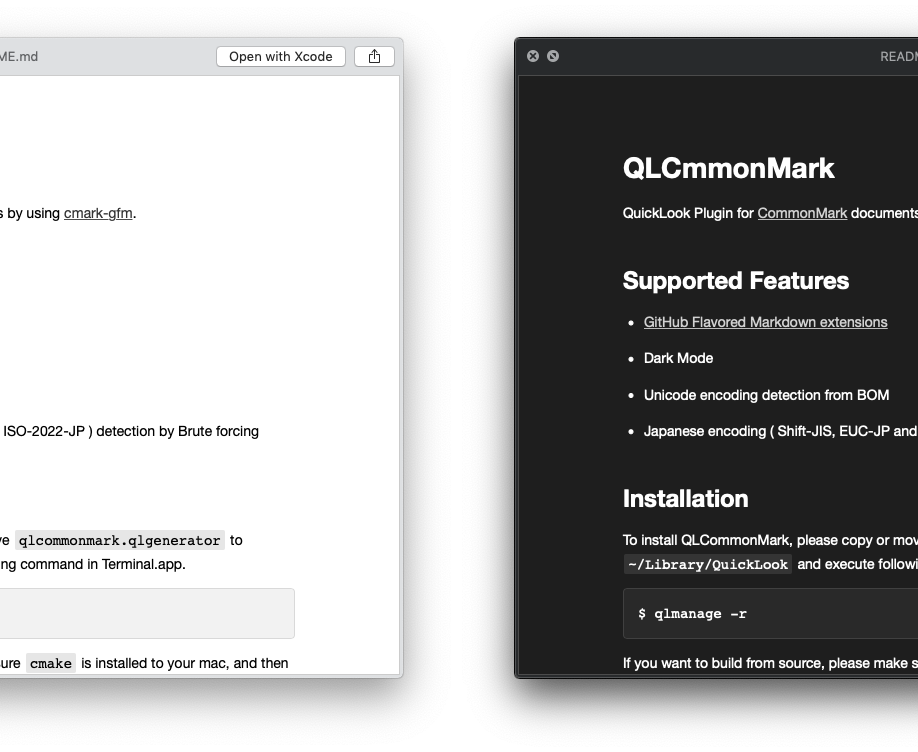 ME.md
Open with Xcode
s by using cmark-gfm.
ISO-2022-JP ) detection by Brute forcing
ve qlcommonmark.qlgenerator to
ng command in Terminal.app.
sure cmake is installed to your mac, and then
READM
QLCmmonMark
QuickLook Plugin for CommonMark documents
Supported Features
• GitHub Flavored Markdown extensions
• Dark Mode
• Unicode encoding detection from BOM
• Japanese encoding ( Shift-JIS, EUC-JP and
Installation
To install QLCommonMark, please copy or mov
~/Library/QuickLook and execute followi
$ qlmanage -r
If you want to build from source, please make s